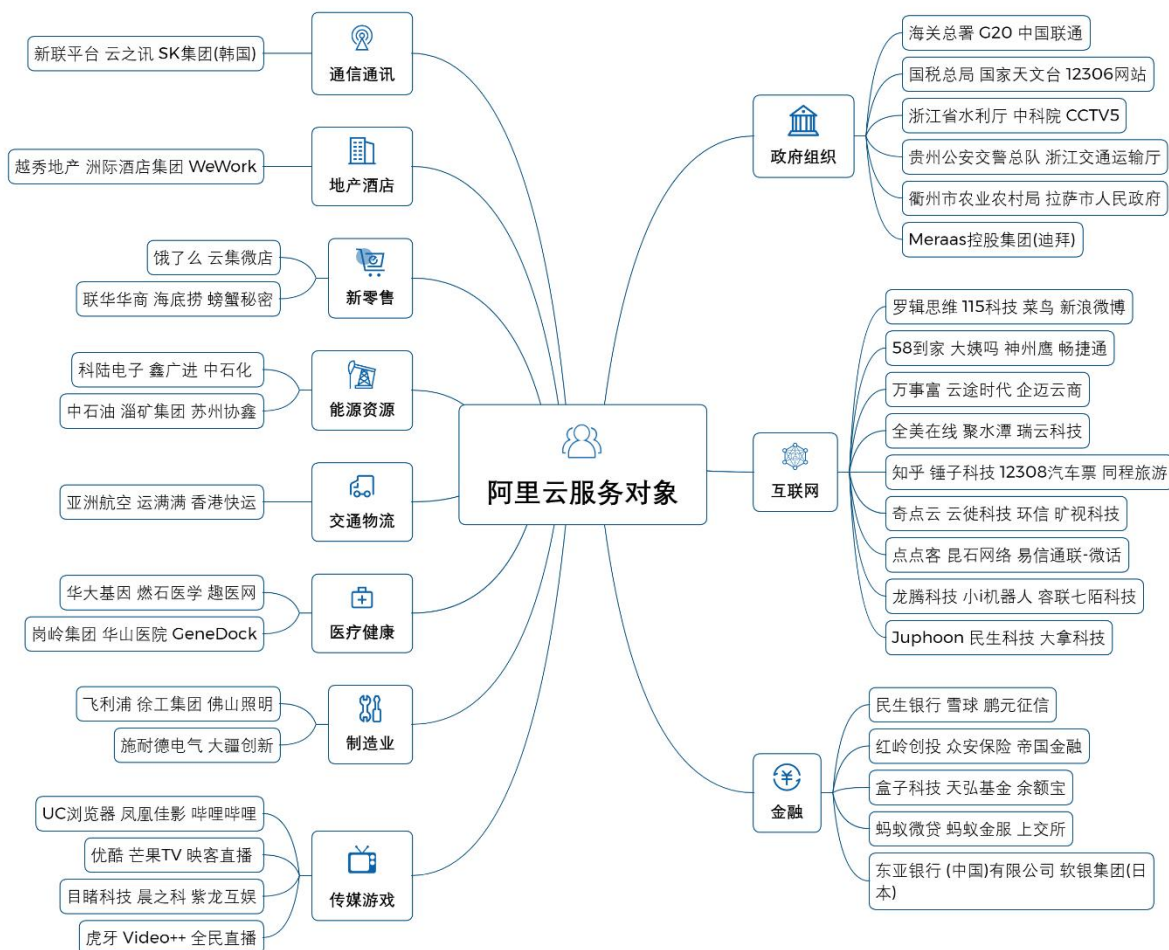 阿里云服务对象
通信通讯
新联平台 云之讯 SK集团(韩国)
地产酒店
越秀地产 洲际酒店集团 WeWork
新零售
饿了么 云集微店
联华华商 海底捞 螃蟹秘密
能源资源
科陆电子 鑫广进 中石化
中石油 淄矿集团 苏州协鑫
交通物流
亚洲航空 运满满 香港快运
医疗健康
华大基因 燃石医学 趣医网
岗岭集团 华山医院 GeneDock
制造业
飞利浦 徐工集团 佛山照明
施耐德电气 大疆创新
传媒游戏
UC浏览器 凤凰佳影 哔哩哔哩
优酷 芒果TV 映客直播
目睹科技 晨之科 紫龙互娱
虎牙 Video++ 全民直播
政府组织
海关总署 G20 中国联通
国税总局 国家天文台 12306网站
浙江省水利厅 中科院 CCTV5
贵州公安交警总队 浙江交通运输厅
衢州市农业农村局 拉萨市人民政府
Meraas控股集团(迪拜)
互联网
罗辑思维 115科技 菜鸟 新浪微博
58到家 大姨吗 神州鹰 畅捷通
万事富 云途时代 企迈云商
全美在线 聚水潭 瑞云科技
知乎 锤子科技 12308汽车票 同程旅游
奇点云 云徙科技 环信 旷视科技
点点客 昆石网络 易信通联-微话
龙腾科技 小i机器人 容联七陌科技
Juphoon 民生科技 大拿科技
金融
民生银行 雪球 鹏元征信
红岭创投 众安保险 帝国金融
盒子科技 天弘基金 余额宝
蚂蚁微贷 蚂蚁金服 上交所
东亚银行 (中国)有限公司 软银集团(日
本)